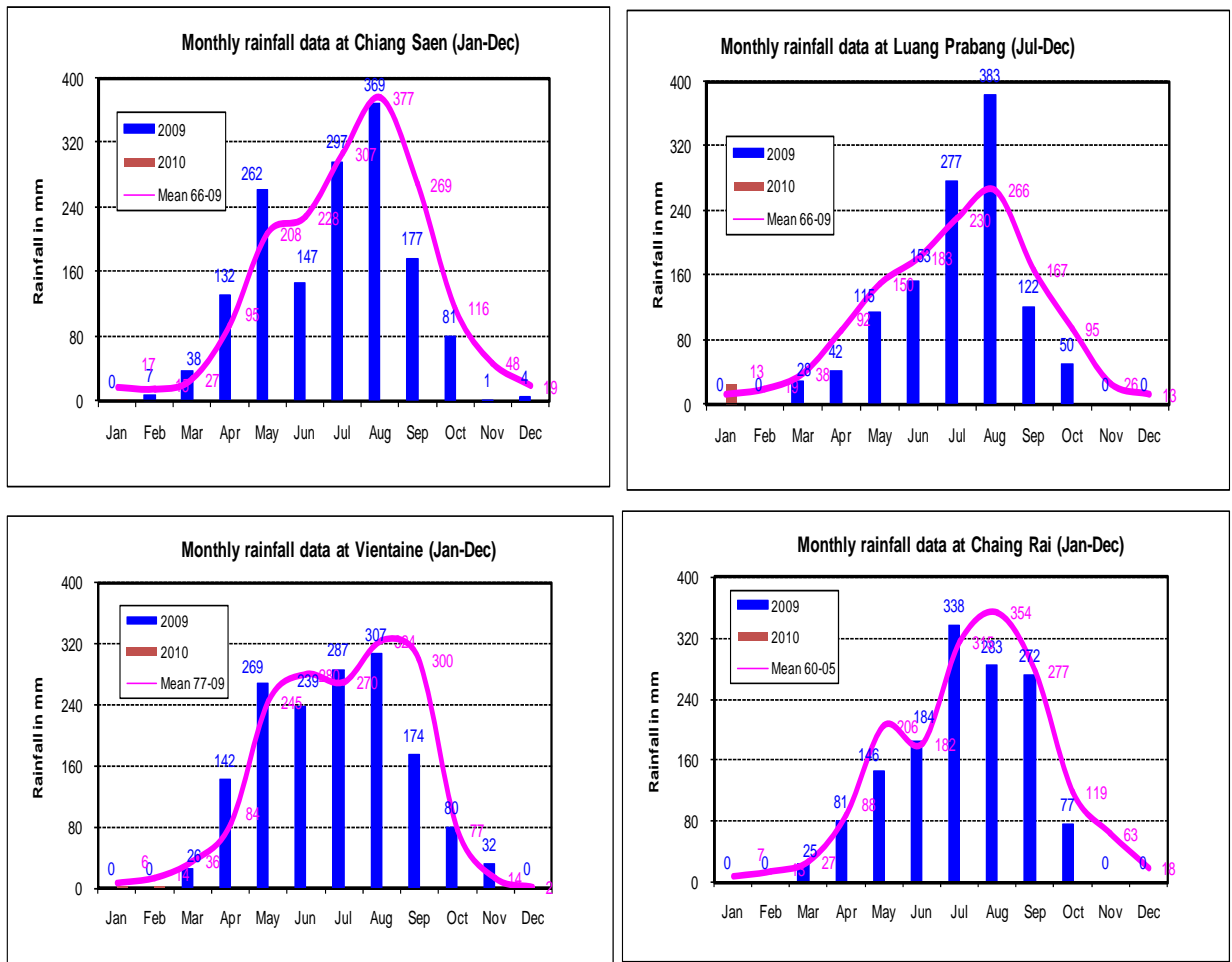 Monthly rainfall data at Chiang Saen (Jan-Dec)
Rainfall in mm
400
320
240
160
80
0
2009
2010
Mean 66-09
0 7 38 132 262 147 297 369 177 81 1 4
17 27 95 208 228 307 377 269 116 48 19
Jan Feb Mar Apr May Jun Jul Aug Sep Oct Nov Dec
Monthly rainfall data at Luang Prabang (Jul-Dec)
Rainfall in mm
400
320
240
160
80
0
2009
2010
Mean 66-09
0 0 28 42 115 153 277 383 122 50 0 0
13 19 38 92 150 183 230 266 167 95 26 13
Jan Feb Mar Apr May Jun Jul Aug Sep Oct Nov Dec
Monthly rainfall data at Vientaine (Jan-Dec)
Rainfall in mm
400
320
240
160
80
0
2009
2010
Mean 77-09
0 0 26 142 269 239 287 307 174 80 32 0
6 14 36 84 245 280 270 324 300 77 14 2
Jan Feb Mar Apr May Jun Jul Aug Sep Oct Nov Dec
Monthly rainfall data at Chaing Rai (Jan-Dec)
Rainfall in mm
400
320
240
160
80
0
2009
2010
Mean 60-05
0 0 25 81 146 184 338 283 272 77 0 0
7 27 88 206 182 354 277 119 63 18
Jan Feb Mar Apr May Jun Jul Aug Sep Oct Nov Dec